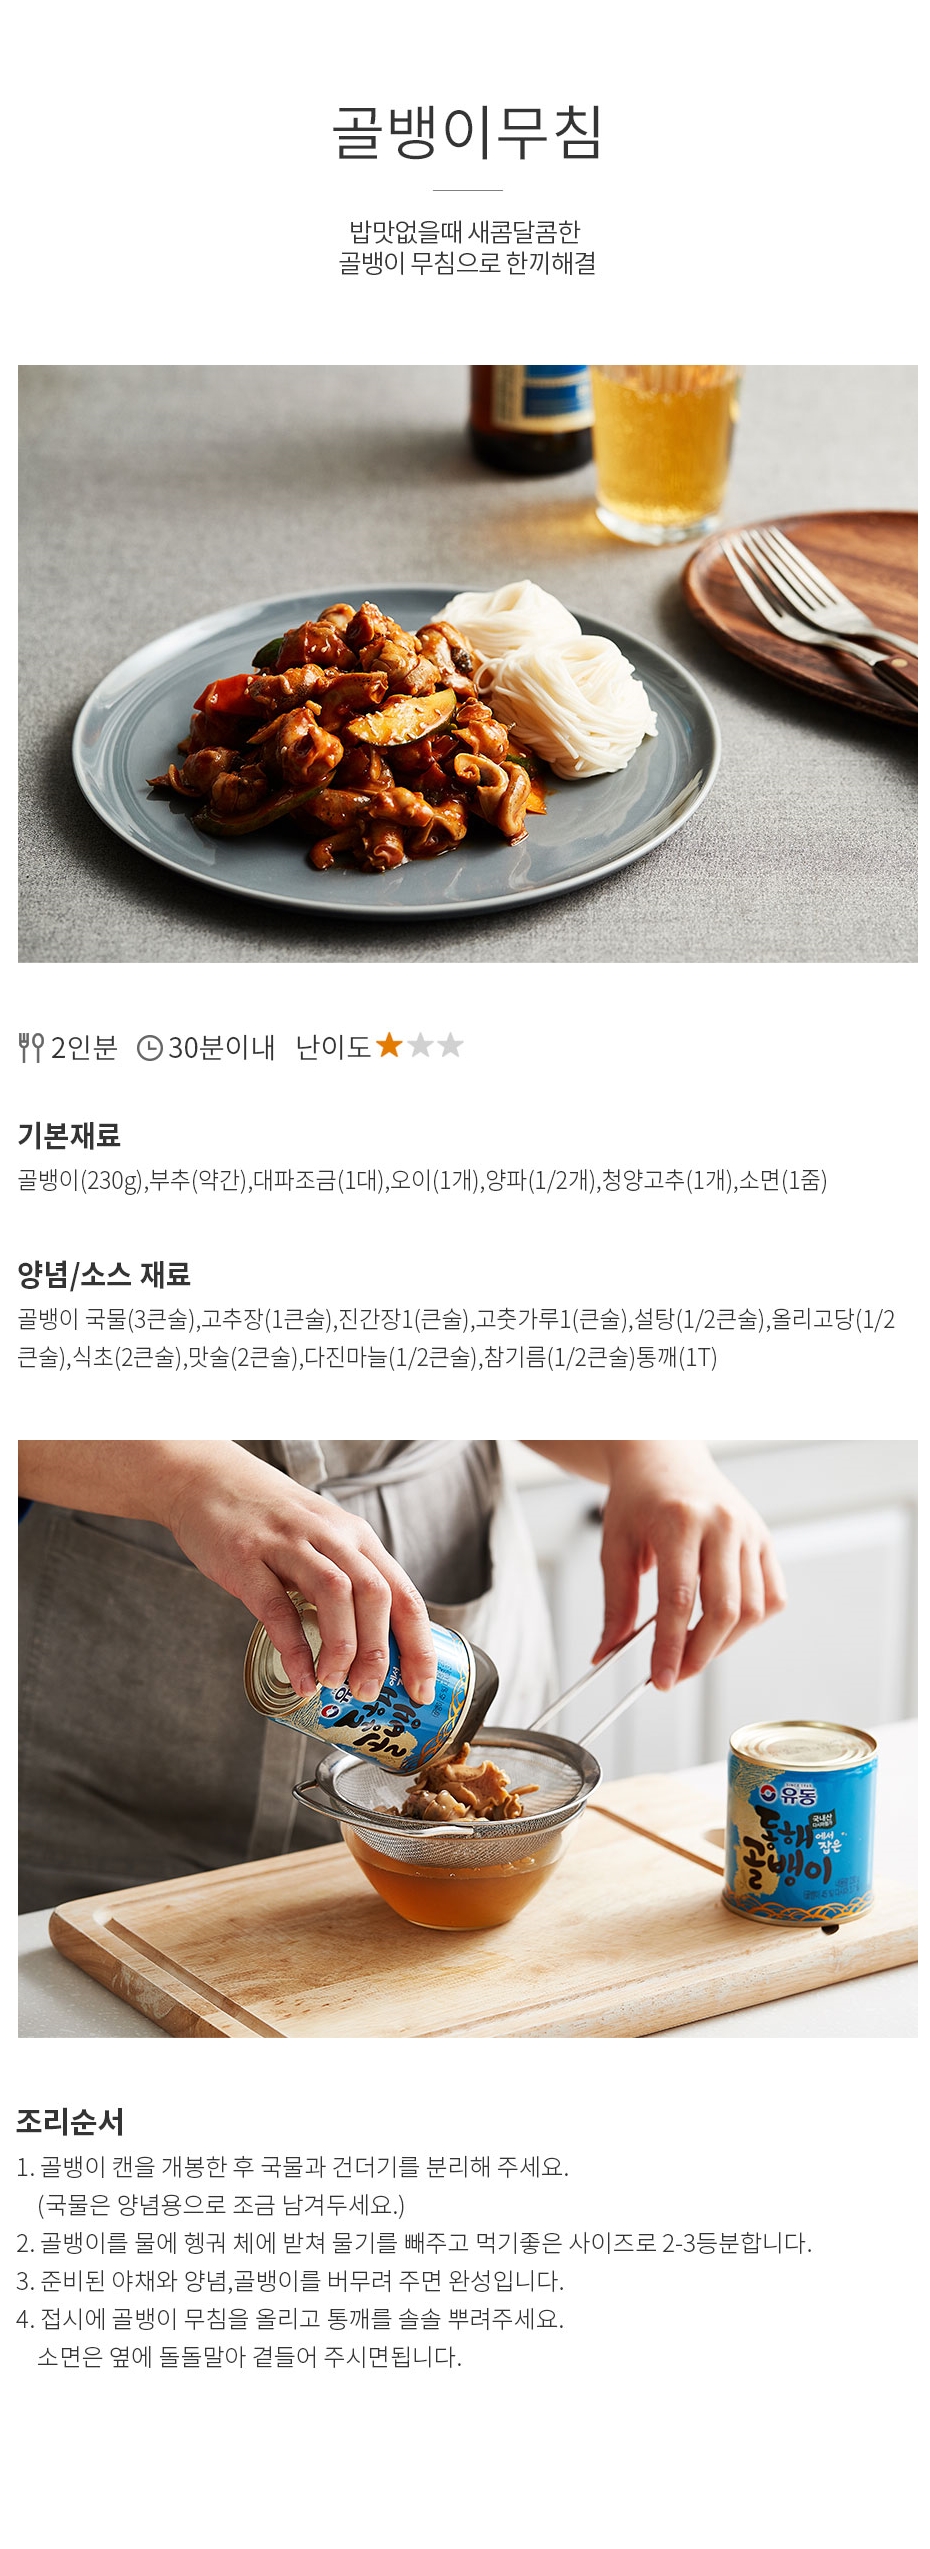 골뱅이무침
밥맛없을때 새콤달콤한
골뱅이 무침으로 한끼해결
2인분 30분이내 난이도
기본재료
골뱅이(230g),부추(약간),대파조금(1대),오이(1개),양파(1/2개),청양고추(1개),소면(1줌)
양념/소스 재료
골뱅이 국물(3큰술),고추장(1큰술),진간장1(큰술),고춧가루1(큰술),설탕(1/2큰술),올리고당(1/2
큰술),식초(2큰술),맛술(2큰술),다진마늘(1/2큰술),참기름(1/2큰술)통깨(1T)
유동
국내산
동해
에서
잡은
골뱅이
조리순서
1. 골뱅이 캔을 개봉한 후 국물과 건더기를 분리해 주세요.
(국물은 양념용으로 조금 남겨두세요.)
2. 골뱅이를 물에 헹궈 체에 받쳐 물기를 빼주고 먹기좋은 사이즈로 2-3등분합니다.
3. 준비된 야채와 양념,골뱅이를 버무려 주면 완성입니다.
4. 접시에 골뱅이 무침을 올리고 통깨를 솔솔 뿌려주세요.
소면은 옆에 돌돌말아 곁들어 주시면됩니다.